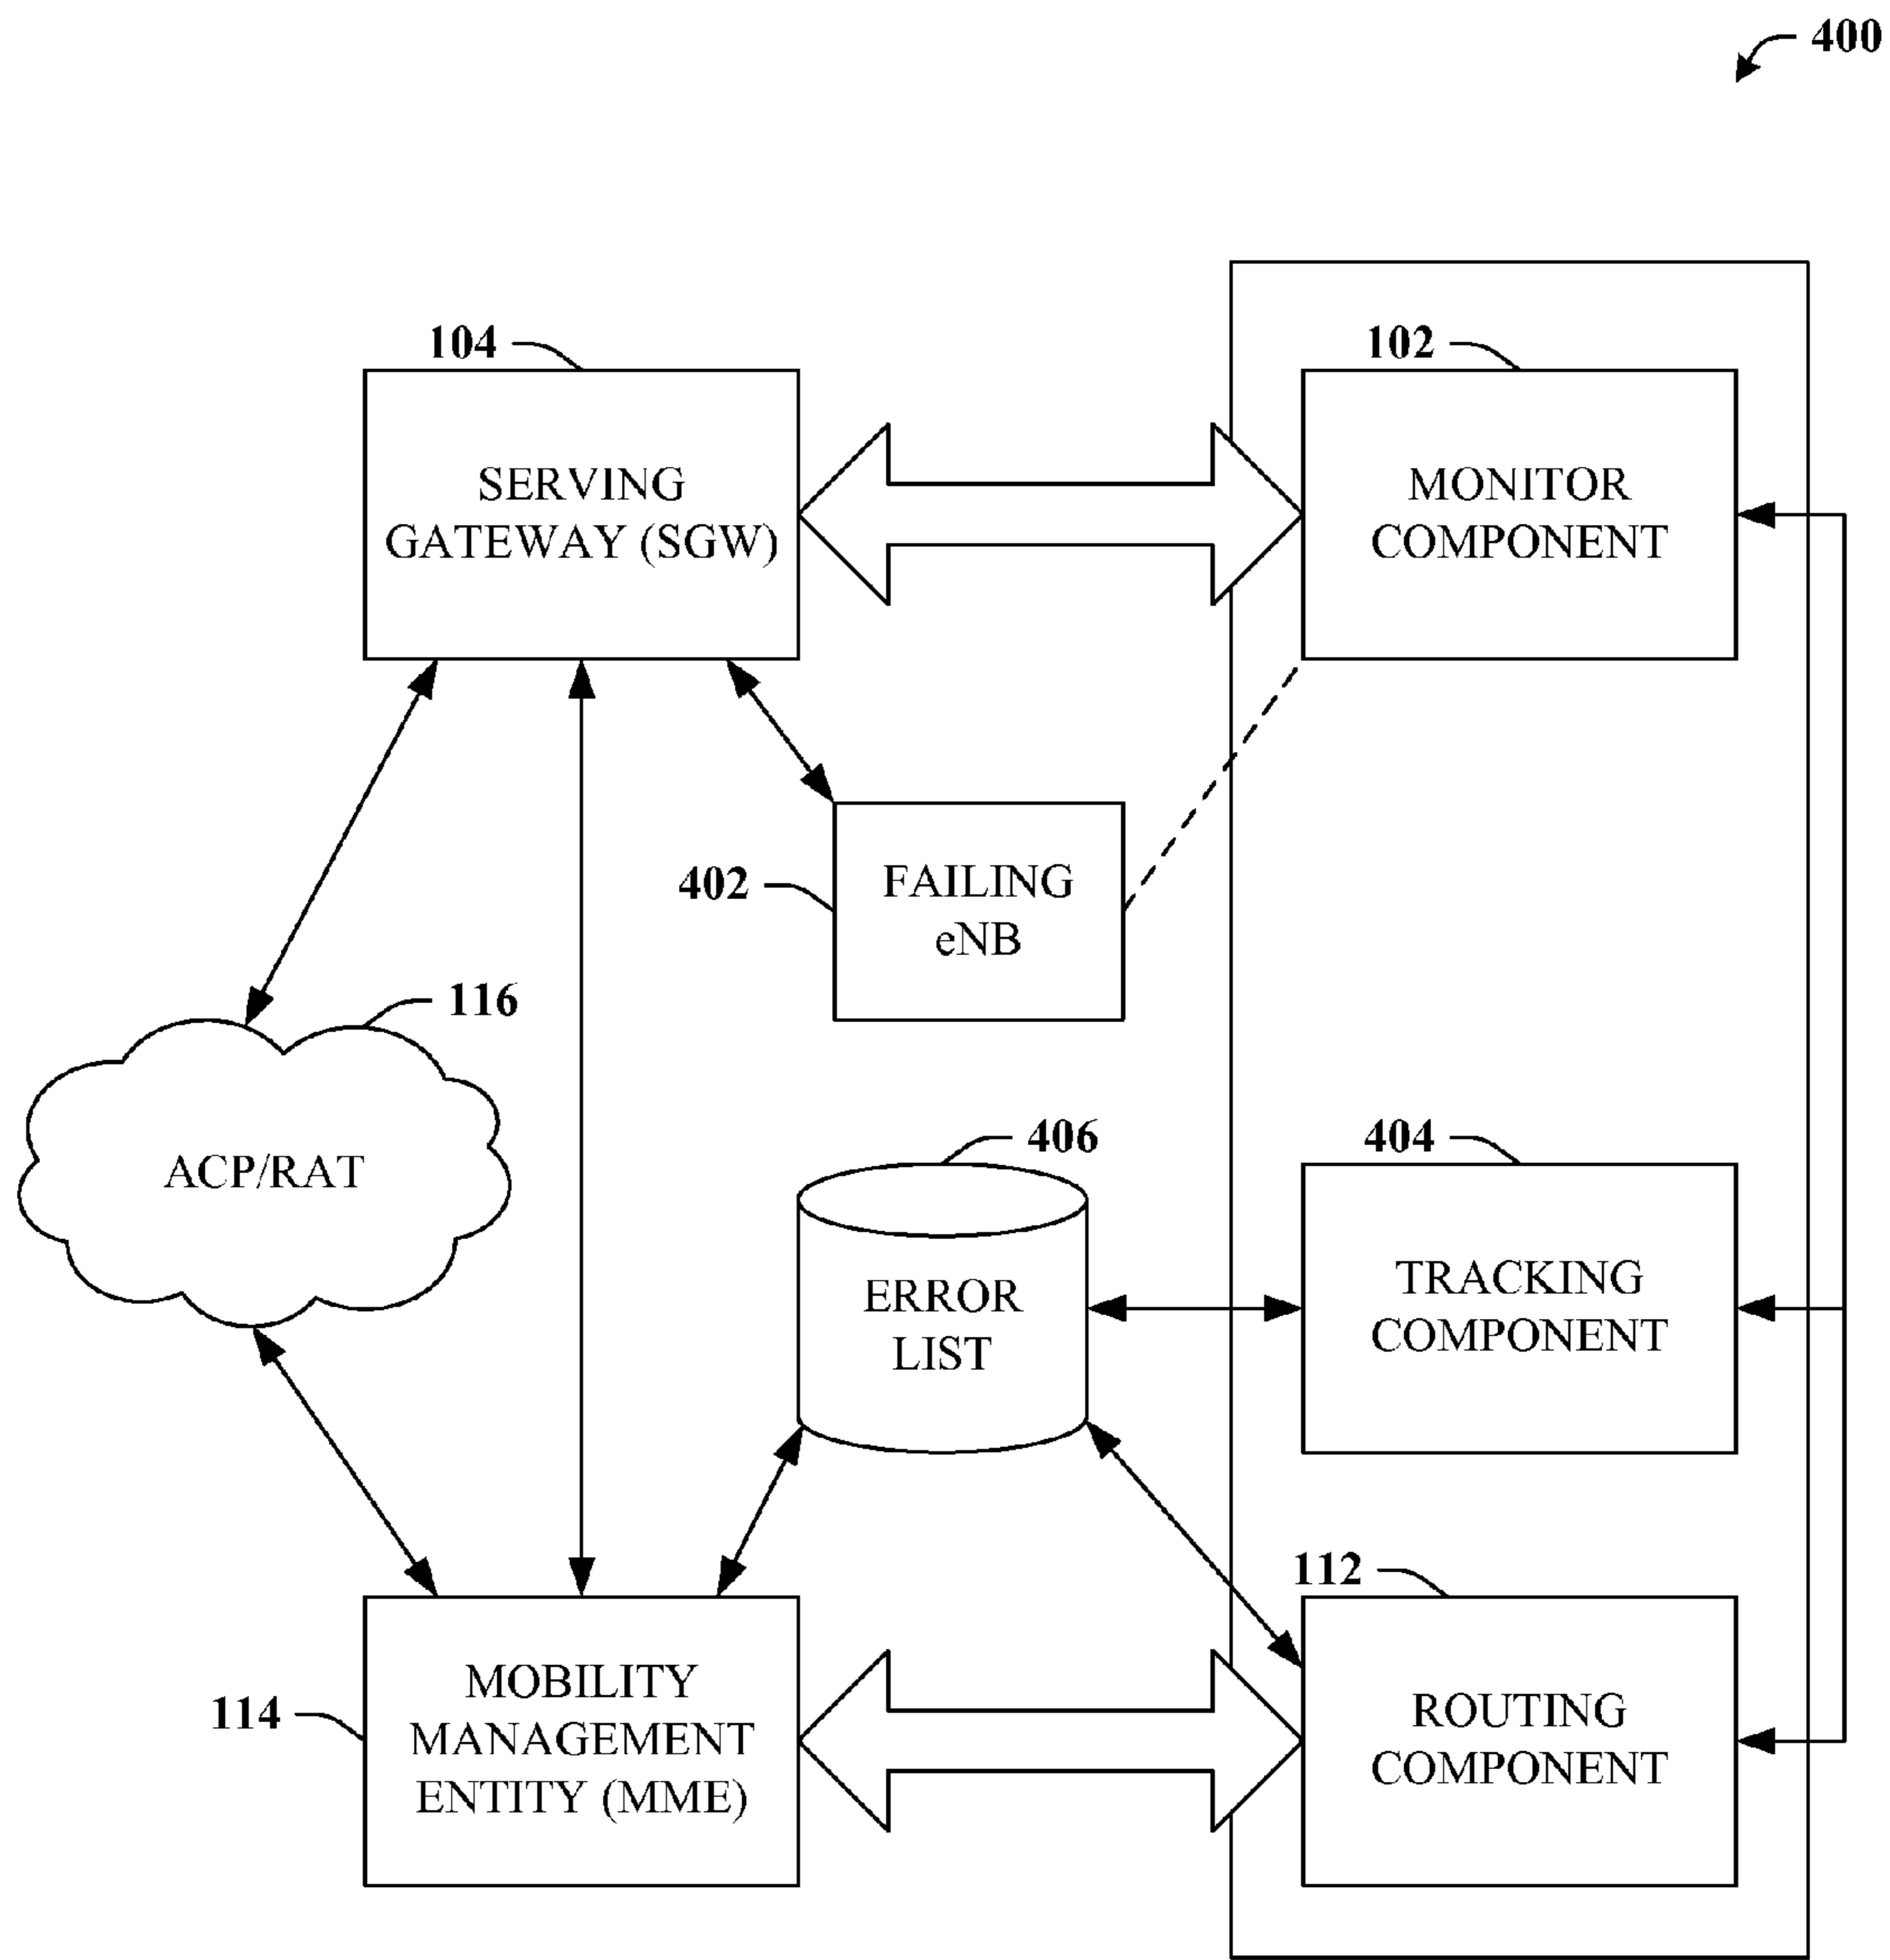 400
104
102
SERVING
GATEWAY (SGW)
MONITOR
COMPONENT
402
FAILING
eNB
116
ACP/RAT
406
404
ERROR
LIST
TRACKING
COMPONENT
112
114
MOBILITY
MANAGEMENT
ENTITY (MME)
ROUTING
COMPONENT